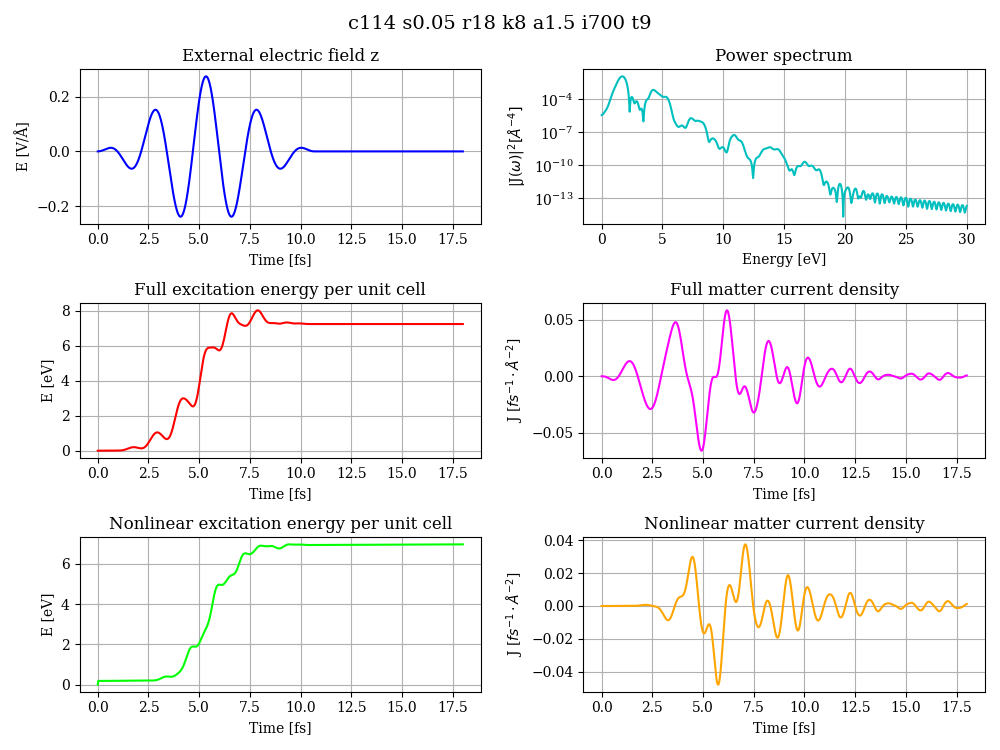 c114 s0.05 r18 k8 a1.5 i700 t9
External electric field z
E [V/Å]
0.2
0.0
−0.2
0.0 2.5 5.0 7.5 10.0 12.5 15.0 17.5
Time [fs]
Power spectrum
|J(ω)|² [Å⁻⁴]
10⁻⁴
10⁻⁷
10⁻¹⁰
10⁻¹³
0 5 10 15 20 25 30
Energy [eV]
Full excitation energy per unit cell
E [eV]
8
6
4
2
0
0.0 2.5 5.0 7.5 10.0 12.5 15.0 17.5
Time [fs]
Full matter current density
J [fs⁻¹ · Å⁻²]
0.05
0.00
−0.05
0.0 2.5 5.0 7.5 10.0 12.5 15.0 17.5
Time [fs]
Nonlinear excitation energy per unit cell
E [eV]
6
4
2
0
0.0 2.5 5.0 7.5 10.0 12.5 15.0 17.5
Time [fs]
Nonlinear matter current density
J [fs⁻¹ · Å⁻²]
0.04
0.02
0.00
−0.02
−0.04
0.0 2.5 5.0 7.5 10.0 12.5 15.0 17.5
Time [fs]